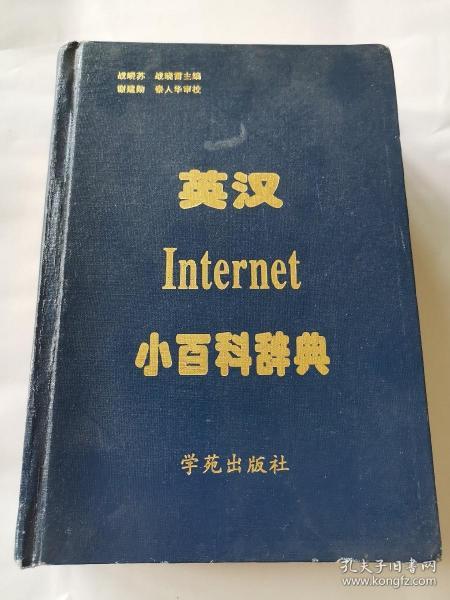 战晓苏 战晓雷主编
谢建勋 秦人华审校
英汉
Internet
小百科辞典
学苑出版社
孔夫子旧书网
www.kongfz.com